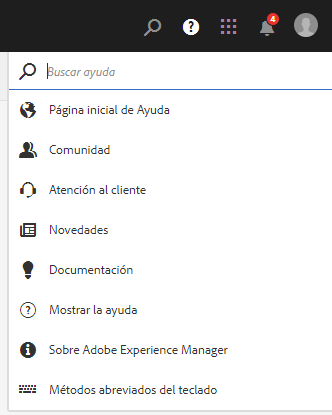 4
Buscar ayuda
Página inicial de Ayuda
Comunidad
Atención al cliente
Novedades
Documentación
Mostrar la ayuda
Sobre Adobe Experience Manager
Métodos abreviados del teclado